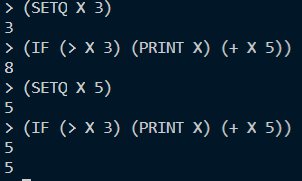 > (SETQ X 3)
3
> (IF (> X 3) (PRINT X) (+ X 5))
8
> (SETQ X 5)
5
> (IF (> X 3) (PRINT X) (+ X 5))
5
5